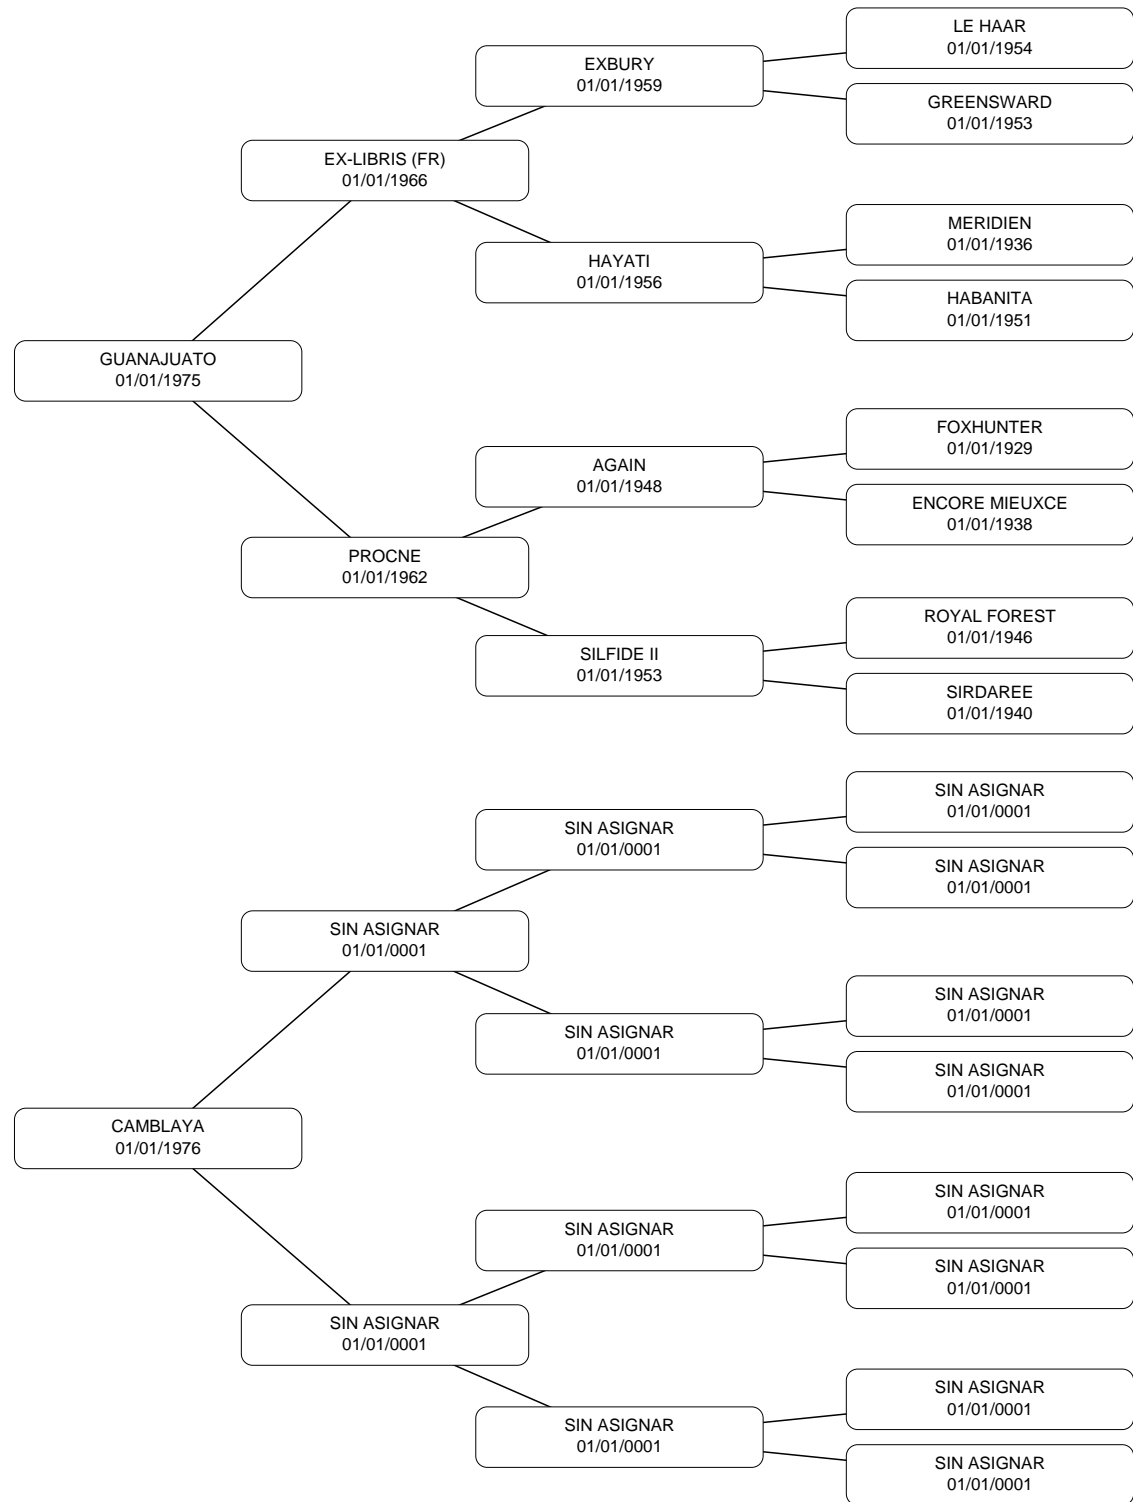 LE HAAR
01/01/1954
EXBURY
01/01/1959
GREENSWARD
01/01/1953
EX-LIBRIS (FR)
01/01/1966
MERIDIEN
01/01/1936
HAYATI
01/01/1956
HABANITA
01/01/1951
GUANAJUATO
01/01/1975
FOXHUNTER
01/01/1929
AGAIN
01/01/1948
ENCORE MIEUXCE
01/01/1938
PROCNE
01/01/1962
ROYAL FOREST
01/01/1946
SILFIDE II
01/01/1953
SIRDAREE
01/01/1940
SIN ASIGNAR
01/01/0001
SIN ASIGNAR
01/01/0001
SIN ASIGNAR
01/01/0001
SIN ASIGNAR
01/01/0001
SIN ASIGNAR
01/01/0001
SIN ASIGNAR
01/01/0001
SIN ASIGNAR
01/01/0001
CAMBLAYA
01/01/1976
SIN ASIGNAR
01/01/0001
SIN ASIGNAR
01/01/0001
SIN ASIGNAR
01/01/0001
SIN ASIGNAR
01/01/0001
SIN ASIGNAR
01/01/0001
SIN ASIGNAR
01/01/0001
SIN ASIGNAR
01/01/0001